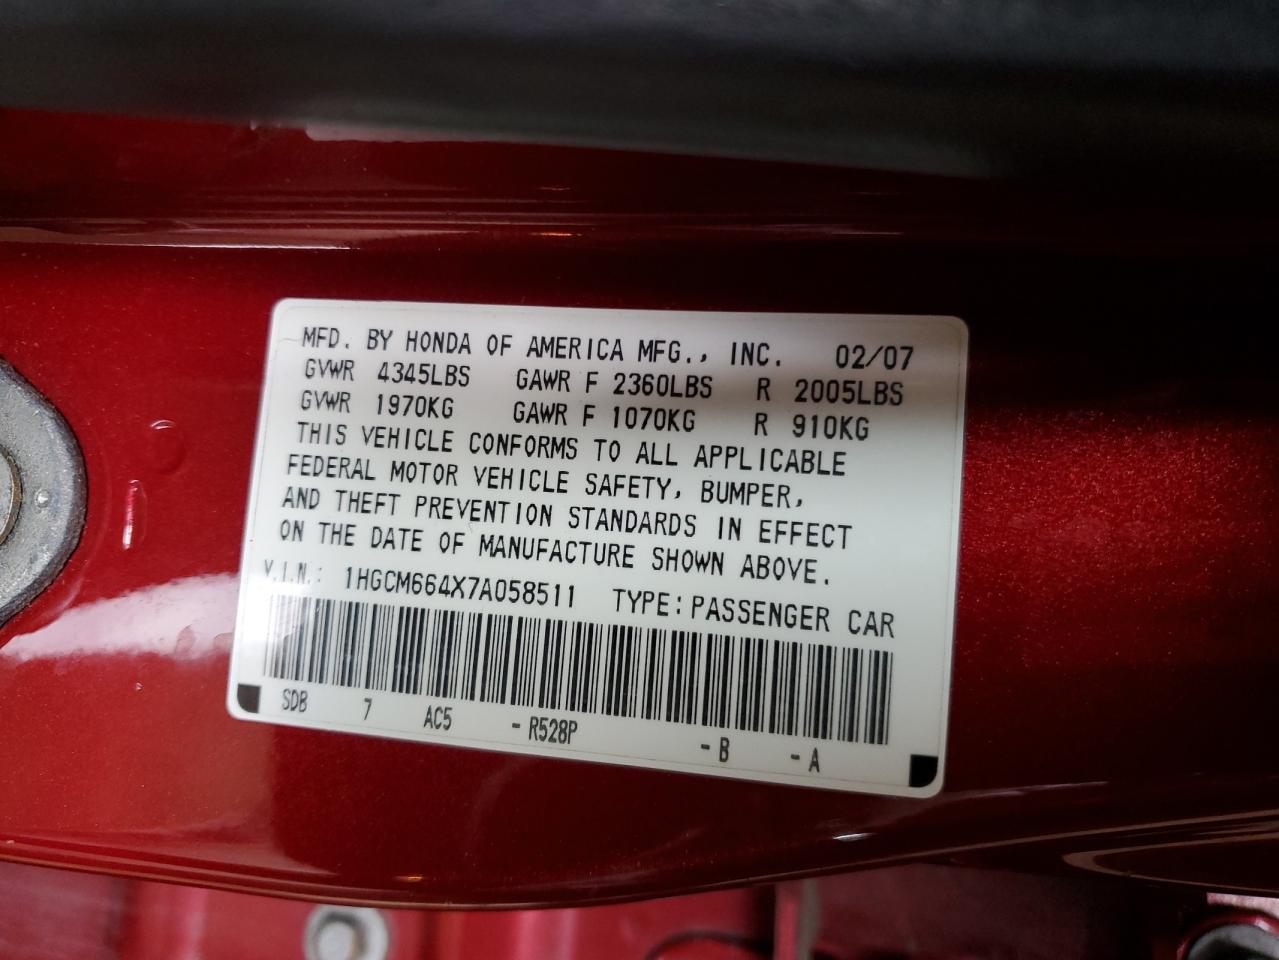 MFD. BY HONDA OF AMERICA MFG., INC. 02/07
GVWR 4345LBS GAWR F 2360LBS R 2005LBS
GVWR 1970KG GAWR F 1070KG R 910KG
THIS VEHICLE CONFORMS TO ALL APPLICABLE
FEDERAL MOTOR VEHICLE SAFETY, BUMPER,
AND THEFT PREVENTION STANDARDS IN EFFECT
ON THE DATE OF MANUFACTURE SHOWN ABOVE.
V.I.N.: 1HGCM664X7A058511 TYPE:PASSENGER CAR
SDB 7 AC5 -R528P -B -A